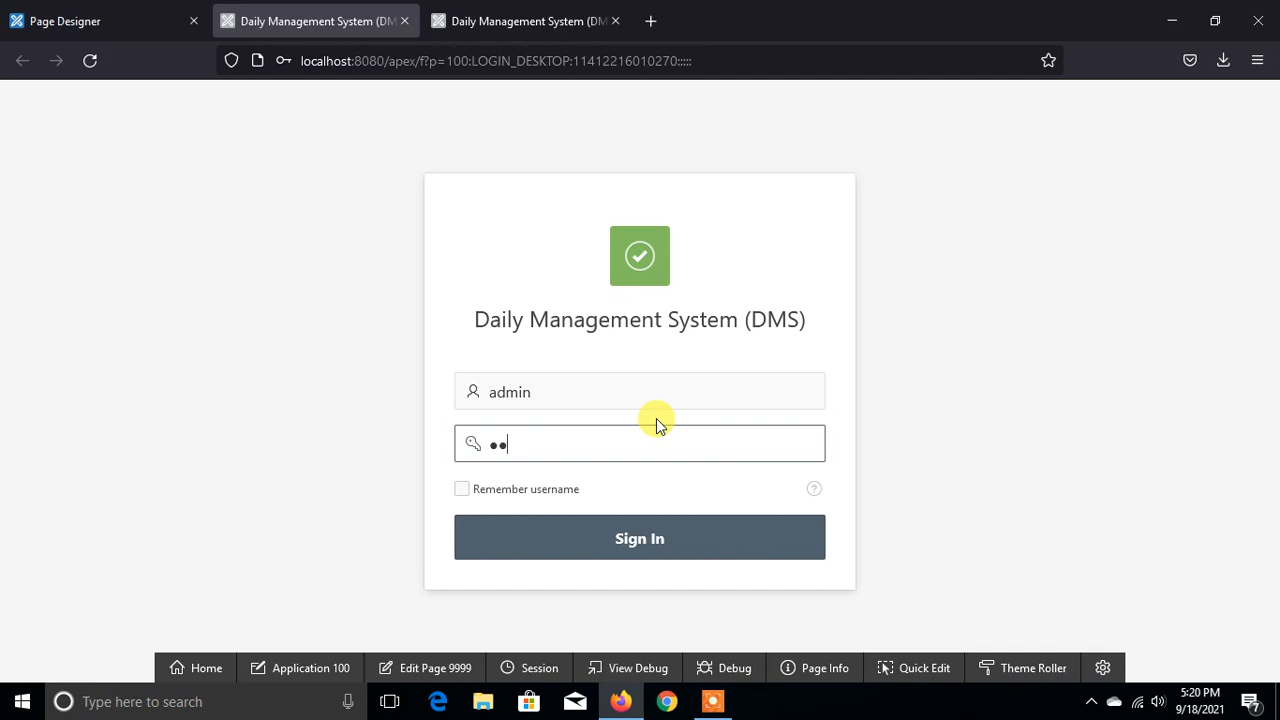 Page Designer
Daily Management System (DM
Daily Management System (DM
localhost:8080/apex/f?p=100:LOGIN_DESKTOP:11412216010270:::::
Daily Management System (DMS)
admin
Remember username
?
Sign In
Home
Application 100
Edit Page 9999
Session
View Debug
Debug
Page Info
Quick Edit
Theme Roller
Type here to search
5:20 PM
9/18/2021
7